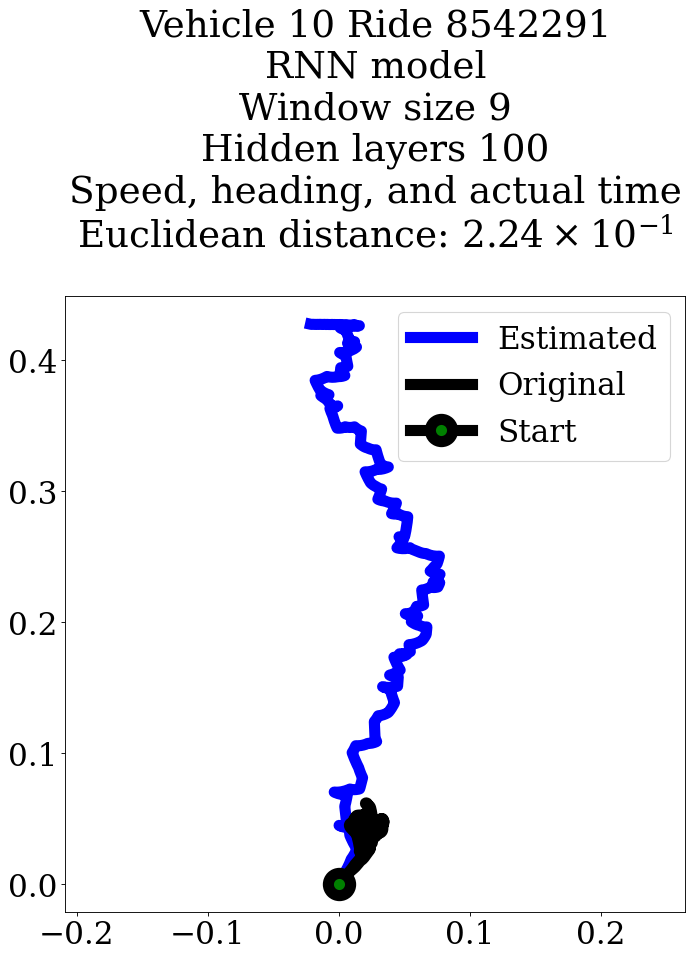 Vehicle 10 Ride 8542291
RNN model
Window size 9
Hidden layers 100
Speed, heading, and actual time
Euclidean distance: 2.24 × 10⁻¹
Estimated
Original
Start
0.4
0.3
0.2
0.1
0.0
−0.2 −0.1 0.0 0.1 0.2